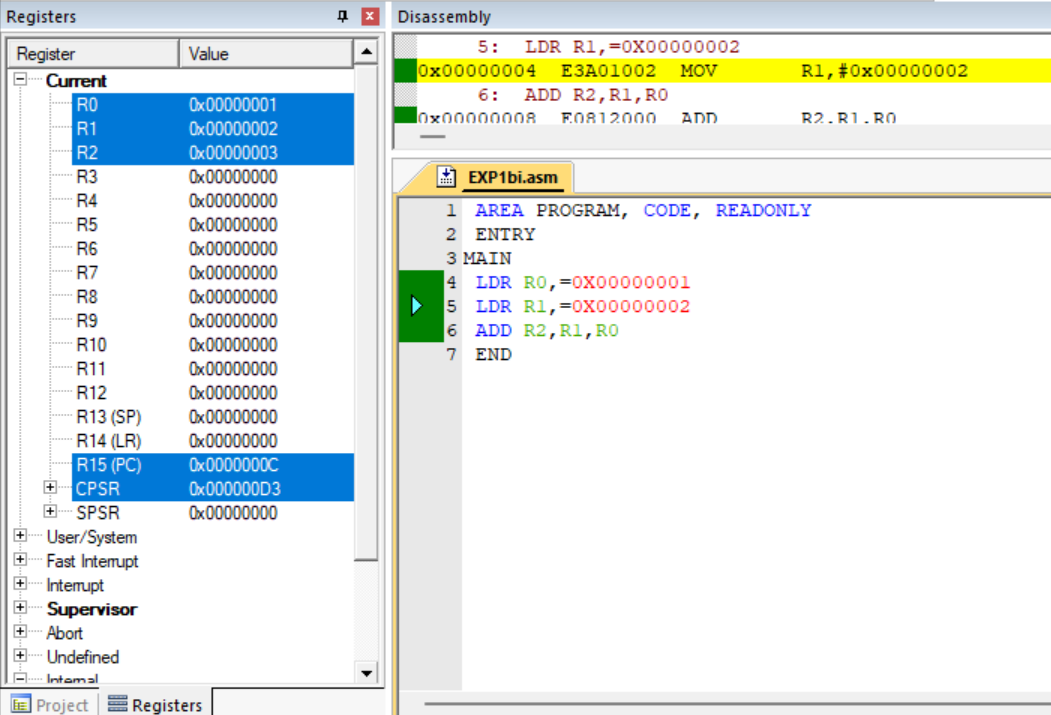 Registers
Register Value
Current
R0 0x00000001
R1 0x00000002
R2 0x00000003
R3 0x00000000
R4 0x00000000
R5 0x00000000
R6 0x00000000
R7 0x00000000
R8 0x00000000
R9 0x00000000
R10 0x00000000
R11 0x00000000
R12 0x00000000
R13 (SP) 0x00000000
R14 (LR) 0x00000000
R15 (PC) 0x0000000C
CPSR 0x000000D3
SPSR 0x00000000
User/System
Fast Interrupt
Interrupt
Supervisor
Abort
Undefined
Internal
Project Registers
Disassembly
5: LDR R1,=0X00000002
0x00000004 E3A01002 MOV R1,#0x00000002
6: ADD R2,R1,R0
0x00000008 E0812000 ADD R2,R1,R0
EXP1bi.asm
1 AREA PROGRAM, CODE, READONLY
2 ENTRY
3 MAIN
4 LDR R0,=0X00000001
5 LDR R1,=0X00000002
6 ADD R2,R1,R0
7 END